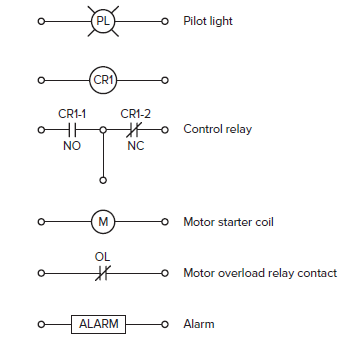 PL Pilot light
CR1
CR1-1 CR1-2
Control relay
NO NC
M Motor starter coil
OL
Motor overload relay contact
ALARM Alarm